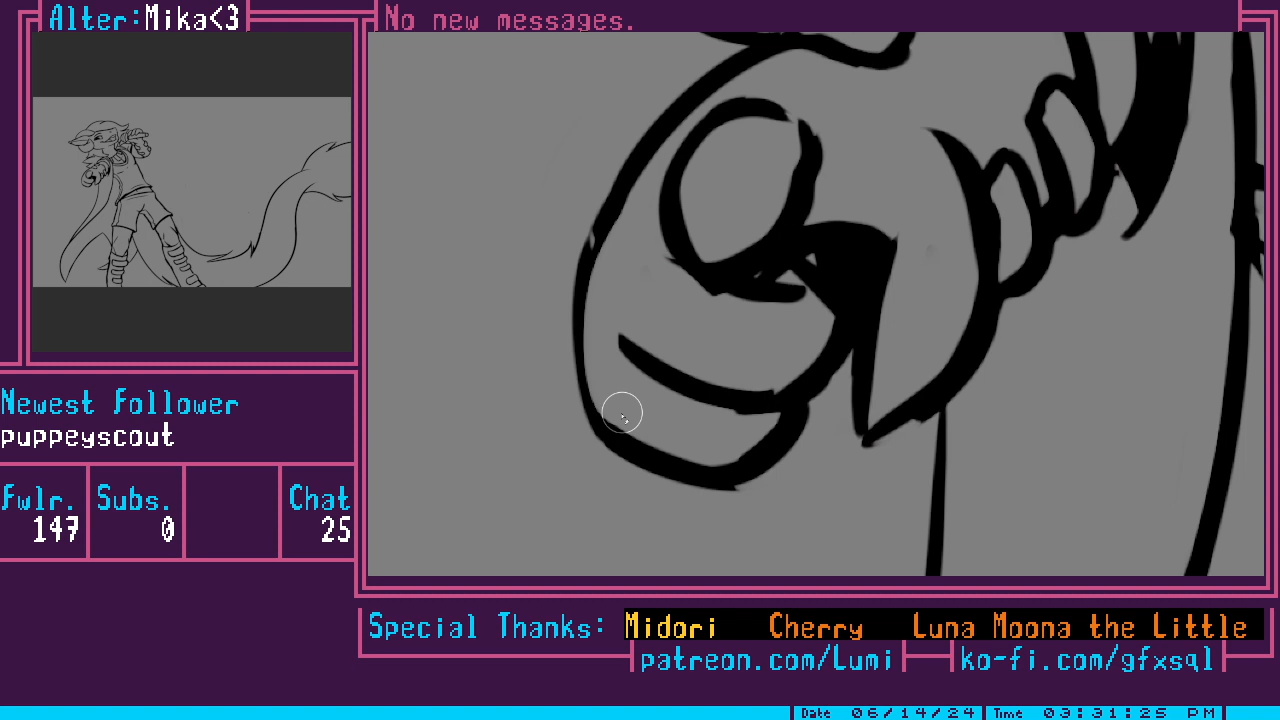 Alter:Mika<3
No new messages.
Newest Follower
puppeyscout
Fwlr.
147
Subs.
0
Chat
25
Special Thanks: Midori Cherry Luna Moona the Little
patreon.com/Lumi
ko-fi.com/gfxsql
Date 06/14/24
Time 03:31:25 PM